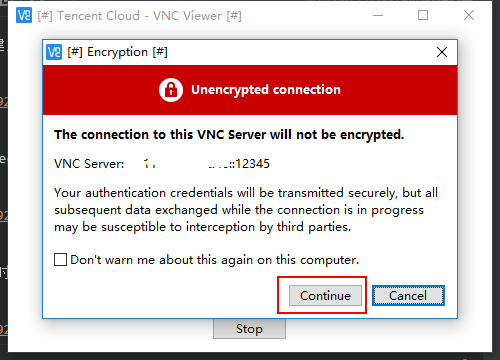 [#] Tencent Cloud - VNC Viewer [#]
[#] Encryption [#]
Unencrypted connection
The connection to this VNC Server will not be encrypted.
VNC Server: ::12345
Your authentication credentials will be transmitted securely, but all
subsequent data exchanged while the connection is in progress
may be susceptible to interception by third parties.
Don't warn me about this again on this computer.
Continue
Cancel
Stop